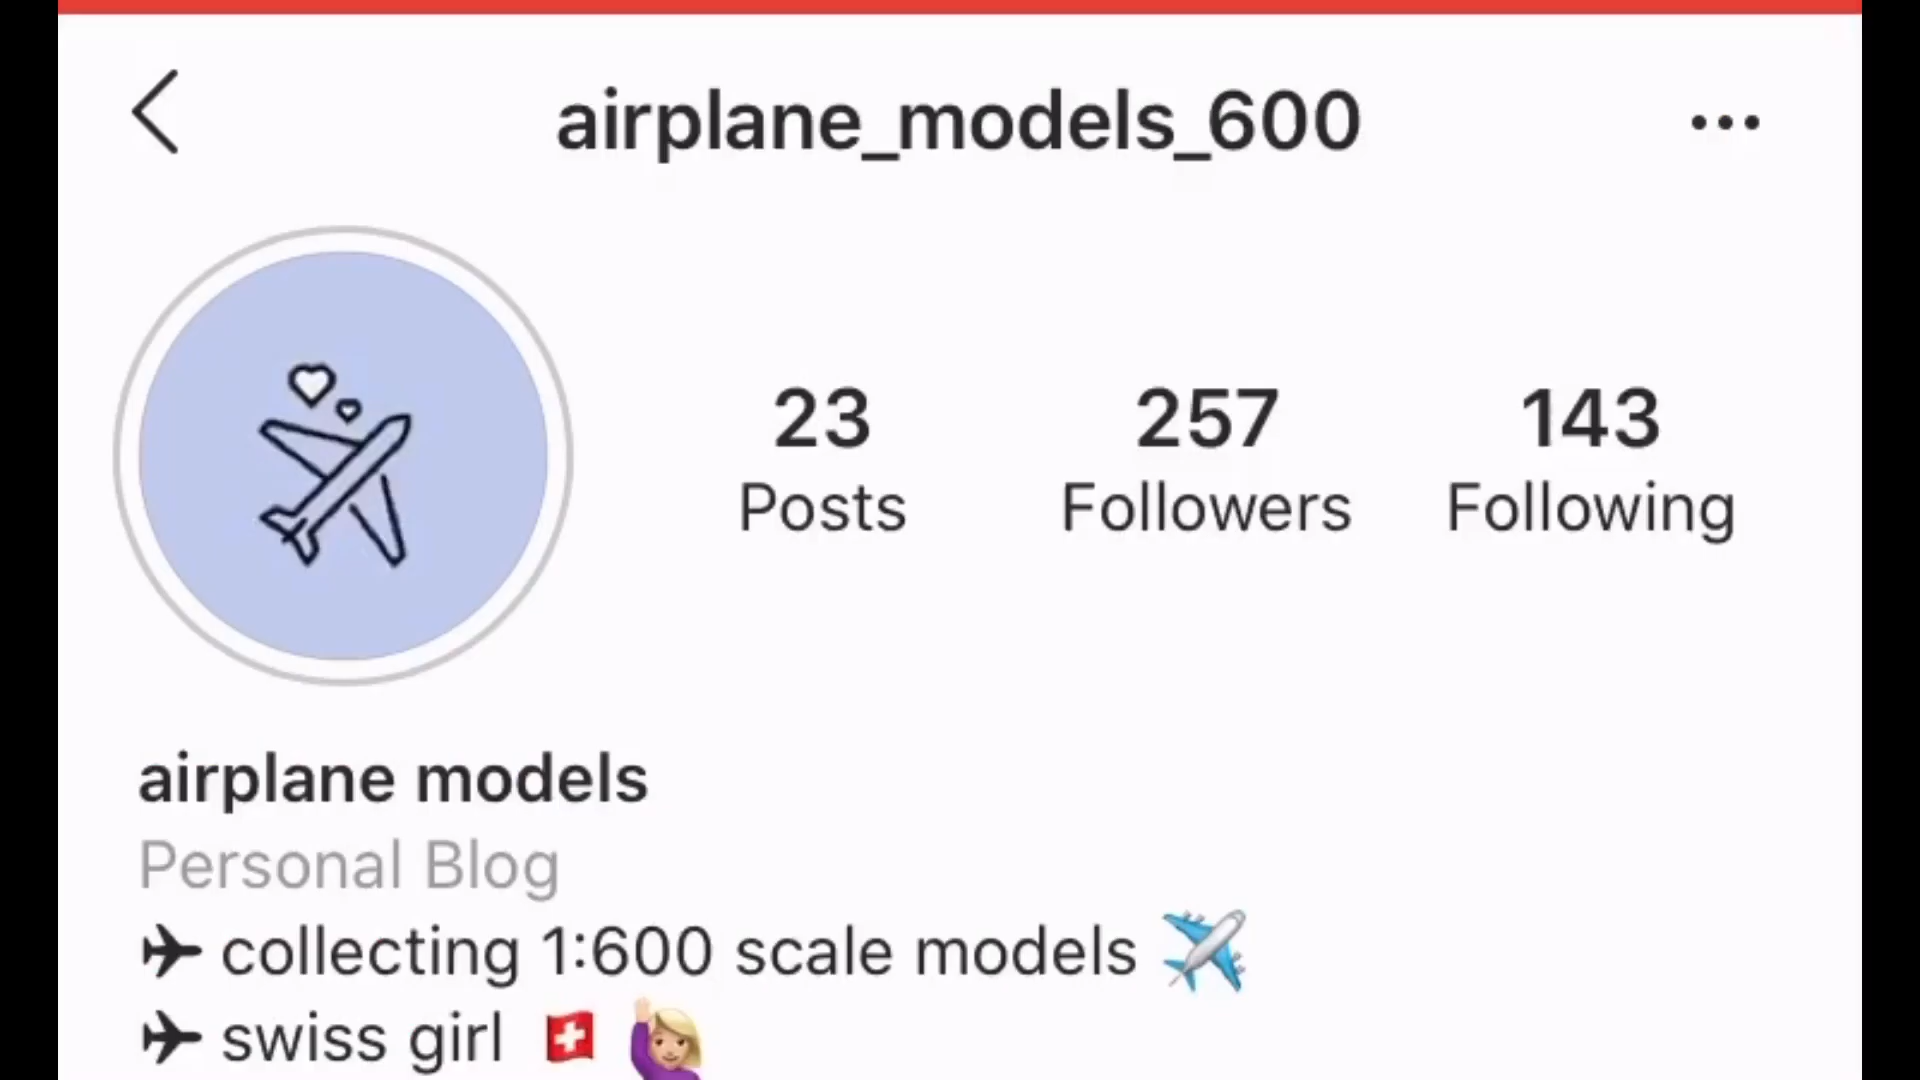 airplane_models_600
23 257 143
Posts Followers Following
airplane models
Personal Blog
✈ collecting 1:600 scale models ✈️
✈ swiss girl 🇨🇭 🙋🏼‍♀️